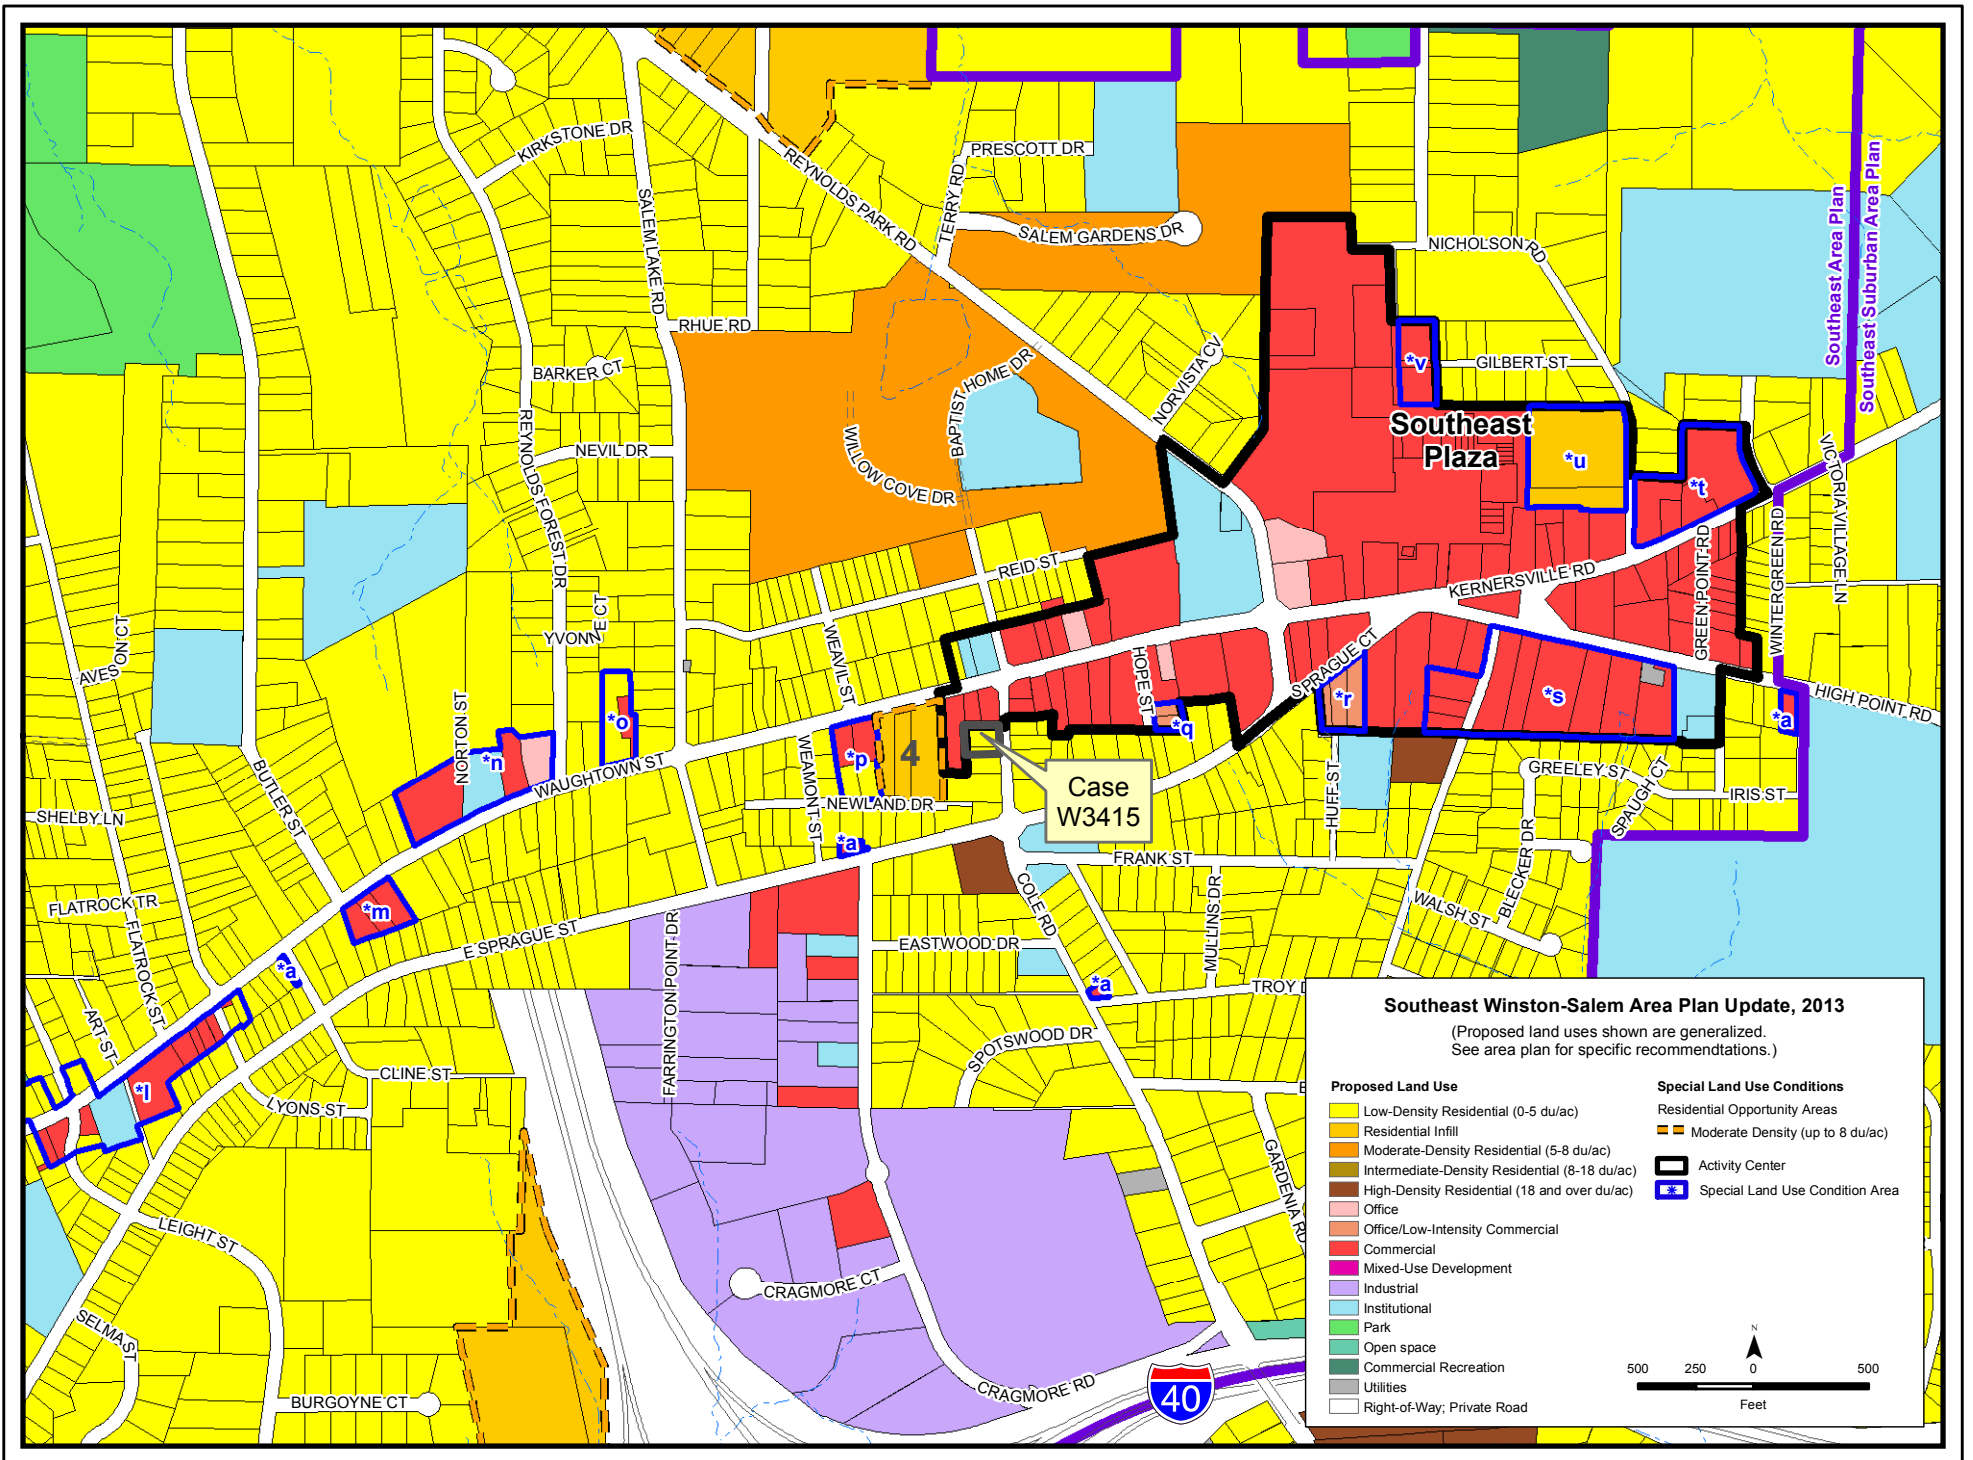 KIRKSTONE DR
REYNOLDS PARK RD
TERRY RD
PRESCOTT DR
SALEM GARDENS DR
SALEM LAKE RD
NICHOLSON RD
Southeast Area Plan
Southeast Suburban Area Plan
RHUE RD
BARKER CT
BAPTIST HOME DR
NORVISTA CV
GILBERT ST
*v
Southeast
Plaza
*u
*t
REYNOLDS FOREST DR
NEVIL DR
WILLOW COVE DR
VICTORIA VILLAGE LN
WINTERGREEN RD
GREEN POINT RD
REID ST
KERNERSVILLE RD
AVESON CT
YVONNE CT
WEAVIL ST
HOPE ST
SPRAGUE CT
HIGH POINT RD
NORTON ST
*o
*n
*p
4
*q
*r
*s
*a
WAUGHTOWN ST
WEAMONT ST
NEWLAND DR
Case
W3415
BUTLER ST
SHELBY LN
*a
HUFF ST
GREELEY ST
SPAUGH CT
IRIS ST
BLECKER DR
FRANK ST
FLATROCK TR
FLATROCK ST
*m
E SPRAGUE ST
COLE RD
MULLINS DR
WALSH ST
FARRINGTON POINT DR
EASTWOOD DR
*a
*a
TROY D
ART ST
*l
SPOTSWOOD DR
CLINE ST
LYONS ST
GARDENIA RD
LEIGHT ST
CRAGMORE CT
SELMA ST
BURGOYNE CT
CRAGMORE RD
40
Southeast Winston-Salem Area Plan Update, 2013
(Proposed land uses shown are generalized.
See area plan for specific recommendtations.)
Proposed Land Use
Low-Density Residential (0-5 du/ac)
Residential Infill
Moderate-Density Residential (5-8 du/ac)
Intermediate-Density Residential (8-18 du/ac)
High-Density Residential (18 and over du/ac)
Office
Office/Low-Intensity Commercial
Commercial
Mixed-Use Development
Industrial
Institutional
Park
Open space
Commercial Recreation
Utilities
Right-of-Way; Private Road
Special Land Use Conditions
Residential Opportunity Areas
Moderate Density (up to 8 du/ac)
Activity Center
* Special Land Use Condition Area
N
500 250 0 500
Feet